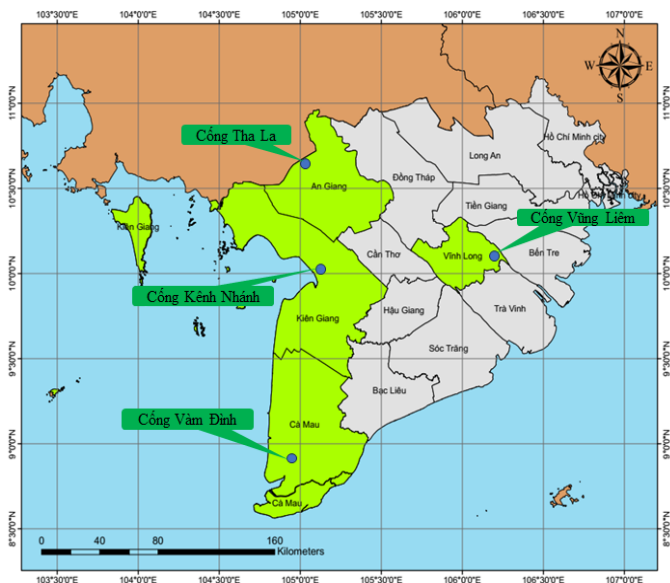 103°30'0"E 104°0'0"E 104°30'0"E 105°0'0"E 105°30'0"E 106°0'0"E 106°30'0"E 107°0'0"E
N
W E
S
11°0'0"N 11°0'0"N
Cống Tha La
Hồ Chí Minh city
Long An
Đồng Tháp
An Giang
10°30'0"N 10°30'0"N
Tiền Giang
Cống Vũng Liêm
Kiên Giang
Cần Thơ
Vĩnh Long
Bến Tre
10°0'0"N 10°0'0"N
Cống Kênh Nhánh
Kiên Giang
Hậu Giang
Trà Vinh
Sóc Trăng
9°30'0"N 9°30'0"N
Bạc Liêu
Cống Vàm Đình
Cà Mau
9°0'0"N 9°0'0"N
Cà Mau
8°30'0"N 8°30'0"N
0 40 80 160
Kilometers
103°30'0"E 104°0'0"E 104°30'0"E 105°0'0"E 105°30'0"E 106°0'0"E 106°30'0"E 107°0'0"E